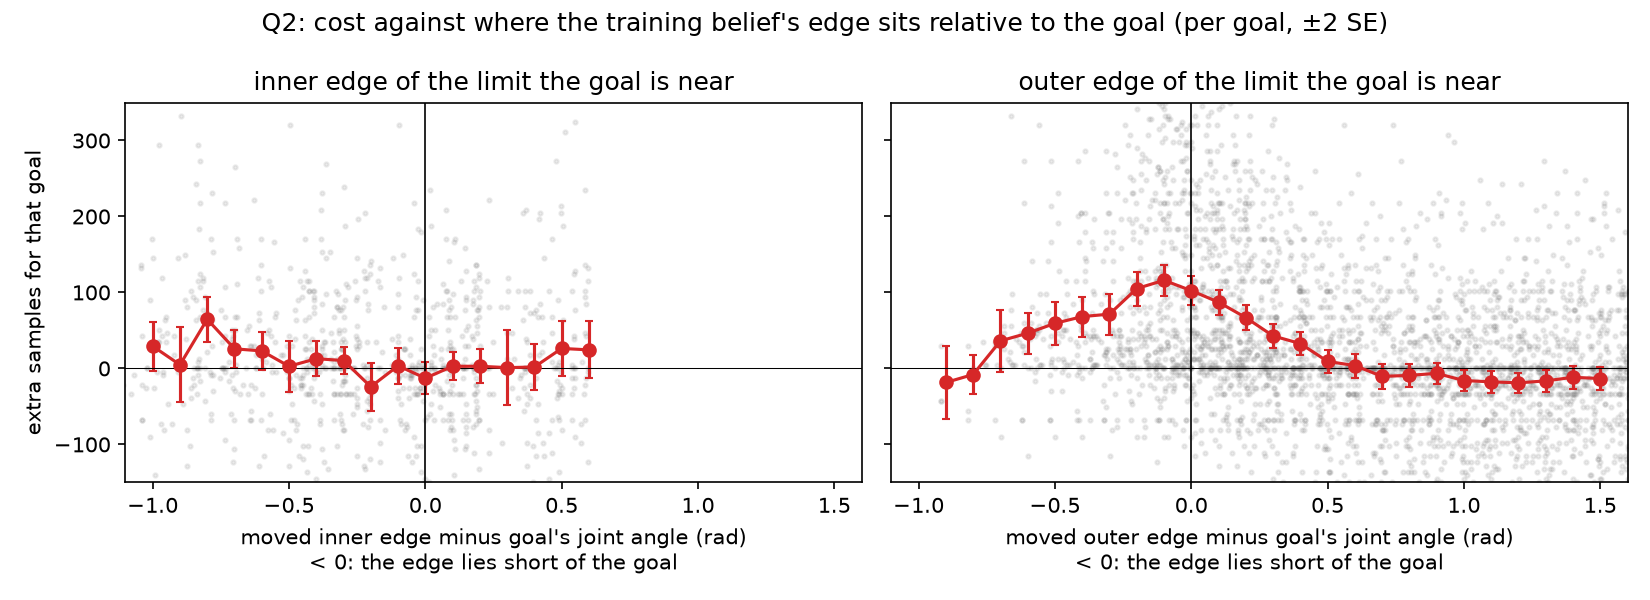 Q2: cost against where the training belief's edge sits relative to the goal (per goal, ±2 SE)
inner edge of the limit the goal is near
outer edge of the limit the goal is near
extra samples for that goal
300
200
100
0
−100
−1.0
−0.5
0.0
0.5
1.0
1.5
−1.0
−0.5
0.0
0.5
1.0
1.5
moved inner edge minus goal's joint angle (rad)
< 0: the edge lies short of the goal
moved outer edge minus goal's joint angle (rad)
< 0: the edge lies short of the goal